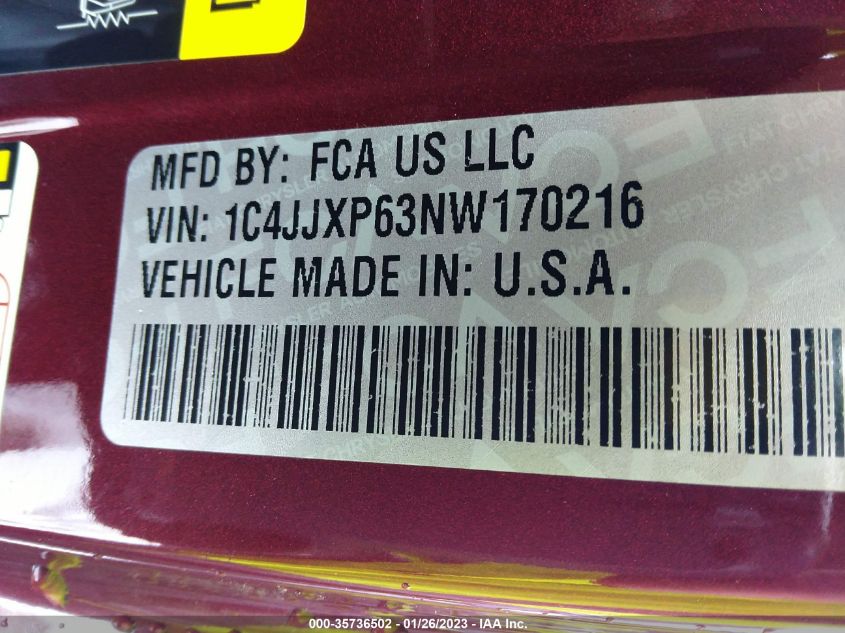 MFD BY: FCA US LLC
VIN: 1C4JJXP63NW170216
VEHICLE MADE IN: U.S.A.
000-35736502 - 01/26/2023 - IAA Inc.